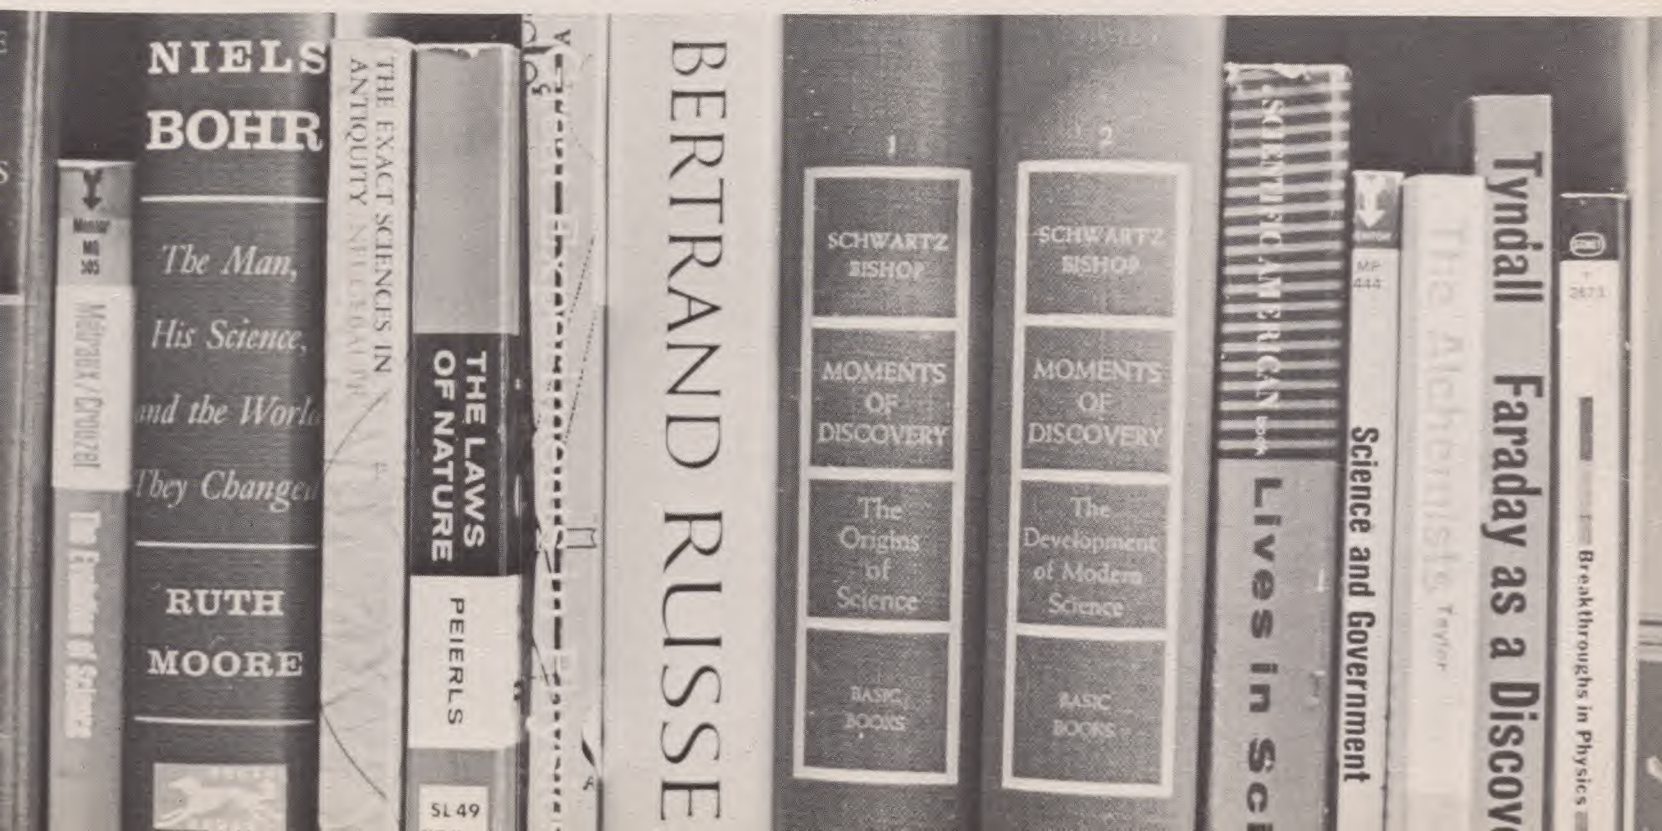 Mentor
MQ
505
Métraux/Crouzet
The Evolution of Science
NIELS
BOHR
The Man,
His Science,
and the World
They Changed
RUTH
MOORE
THE EXACT SCIENCES IN
ANTIQUITY NEUGEBAUER
THE LAWS
OF NATURE
PEIERLS
SL 49
BERTRAND RUSSE
1
SCHWARTZ
BISHOP
MOMENTS
OF
DISCOVERY
The
Origins
of
Science
BASIC
BOOKS
2
SCHWARTZ
BISHOP
MOMENTS
OF
DISCOVERY
The
Development
of Modern
Science
BASIC
BOOKS
SCIENTIFIC AMERICAN BOOK
Lives in Sci
MENTOR
MP
444
Science and Government
The Alchemists Taylor
Tyndall Faraday as a Discov
SIGNET
Breakthroughs in Physics